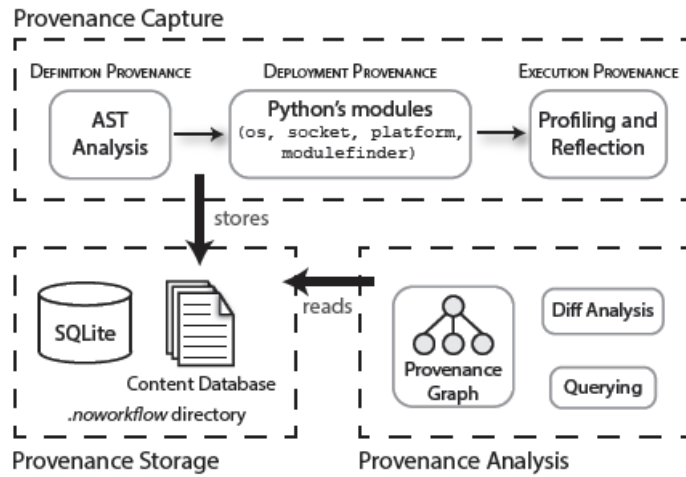 Provenance Capture
DEFINITION PROVENANCE
DEPLOYMENT PROVENANCE
EXECUTION PROVENANCE
AST
Analysis
Python's modules
(os, socket, platform,
modulefinder)
Profiling and
Reflection
stores
reads
SQLite
Content Database
.noworkflow directory
Provenance Storage
Provenance
Graph
Diff Analysis
Querying
Provenance Analysis